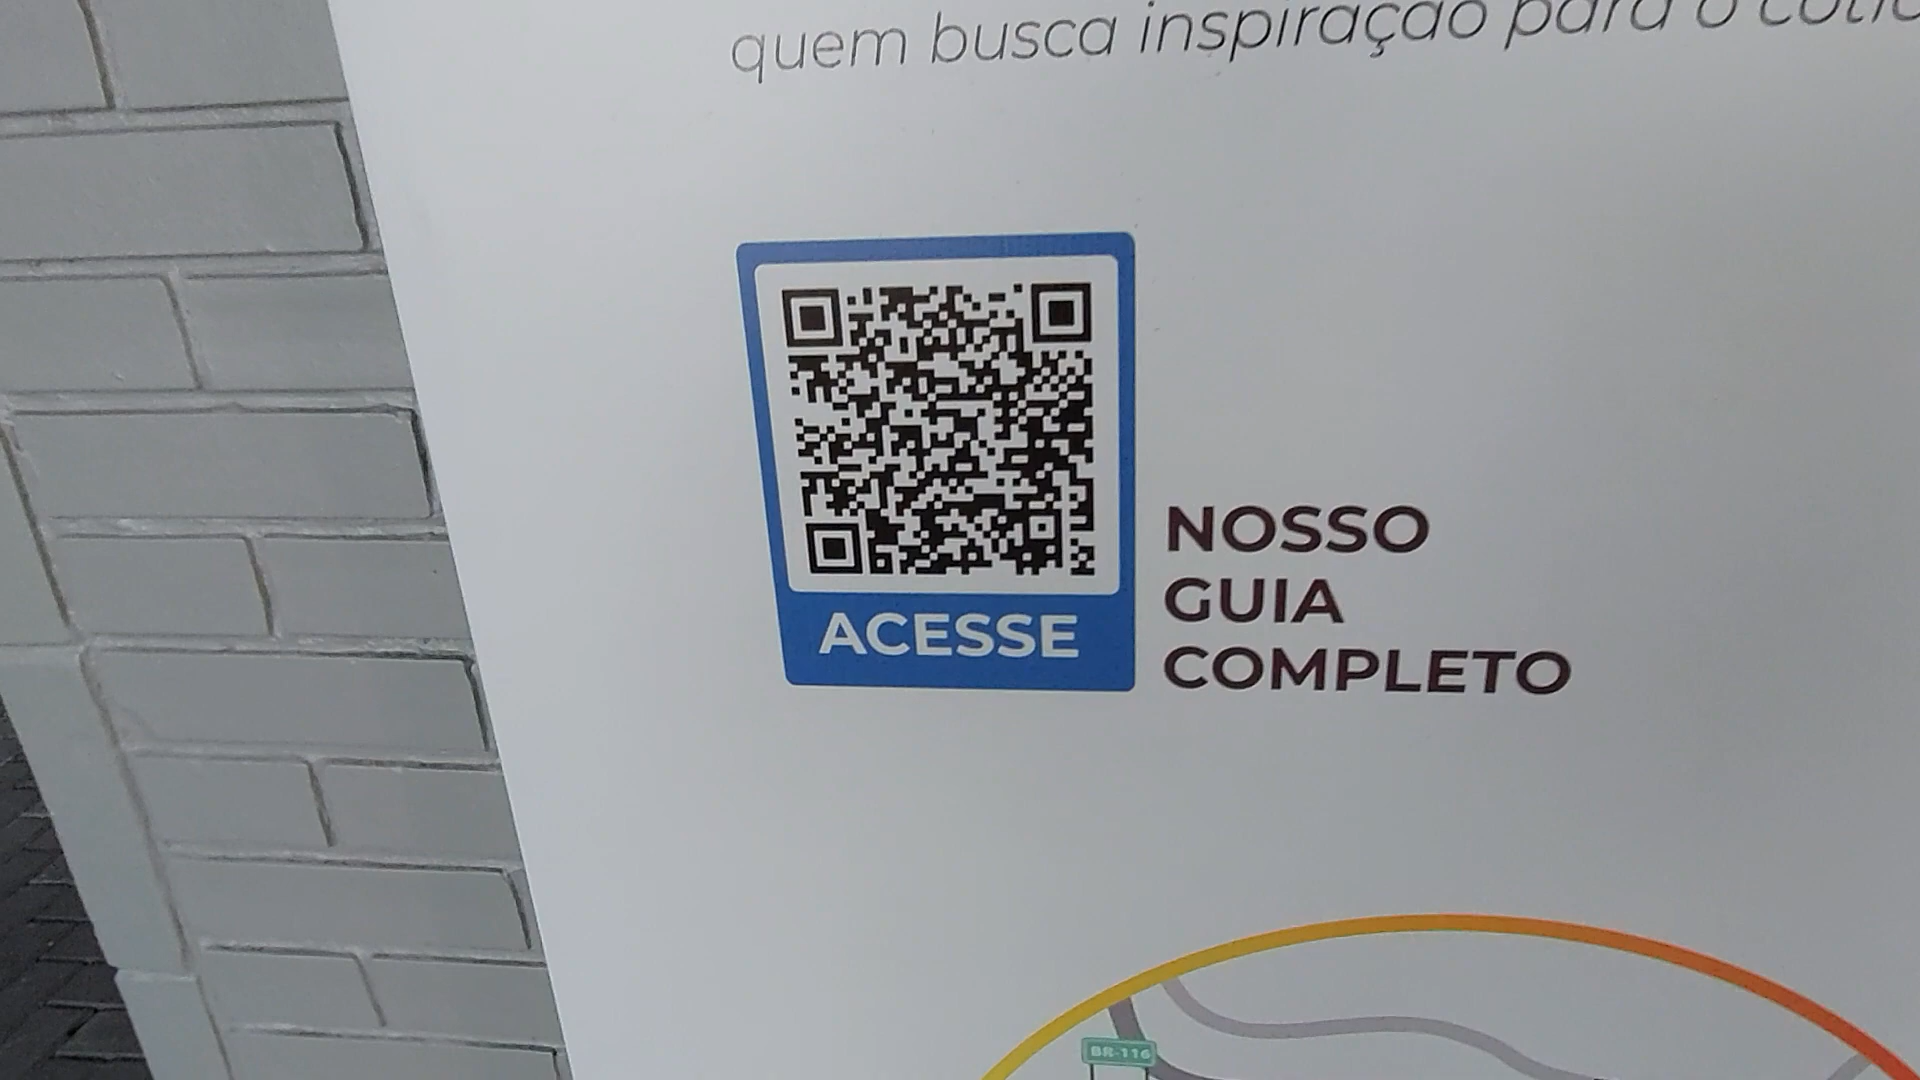 quem busca inspiração para o
ACESSE
NOSSO
GUIA
COMPLETO
BR-116